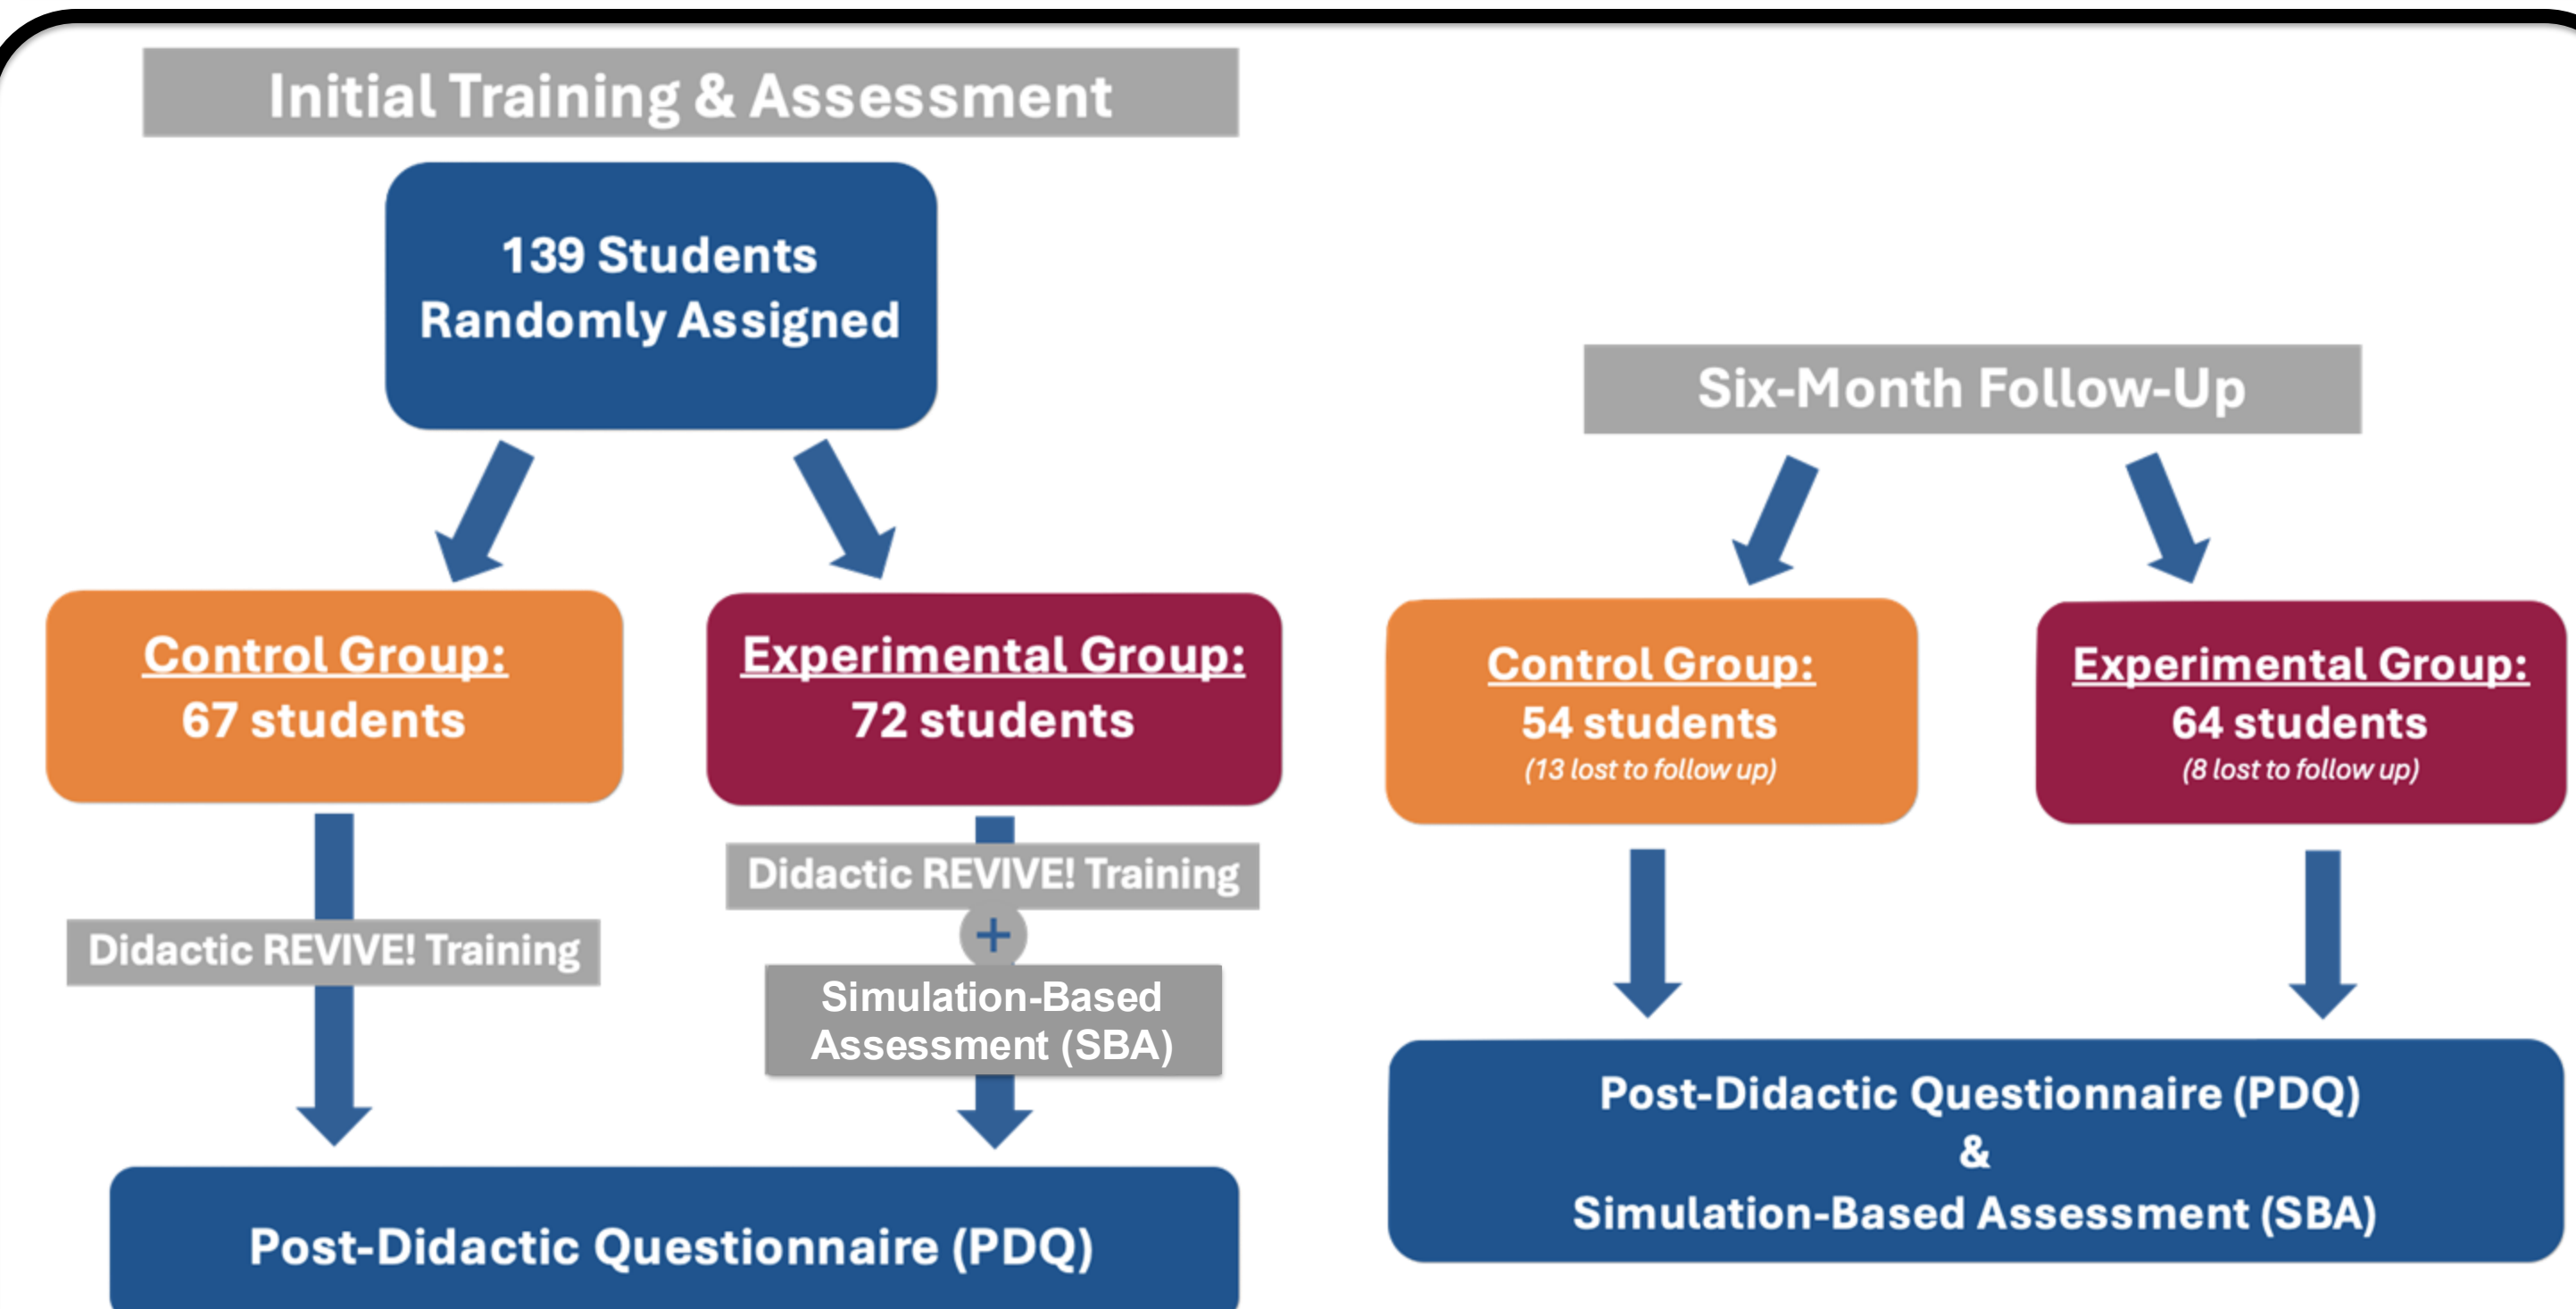 Initial Training & Assessment
139 Students
Randomly Assigned
Control Group:
67 students
Experimental Group:
72 students
Didactic REVIVE! Training
Didactic REVIVE! Training
+
Simulation-Based
Assessment (SBA)
Post-Didactic Questionnaire (PDQ)
Six-Month Follow-Up
Control Group:
54 students
(13 lost to follow up)
Experimental Group:
64 students
(8 lost to follow up)
Post-Didactic Questionnaire (PDQ)
&
Simulation-Based Assessment (SBA)